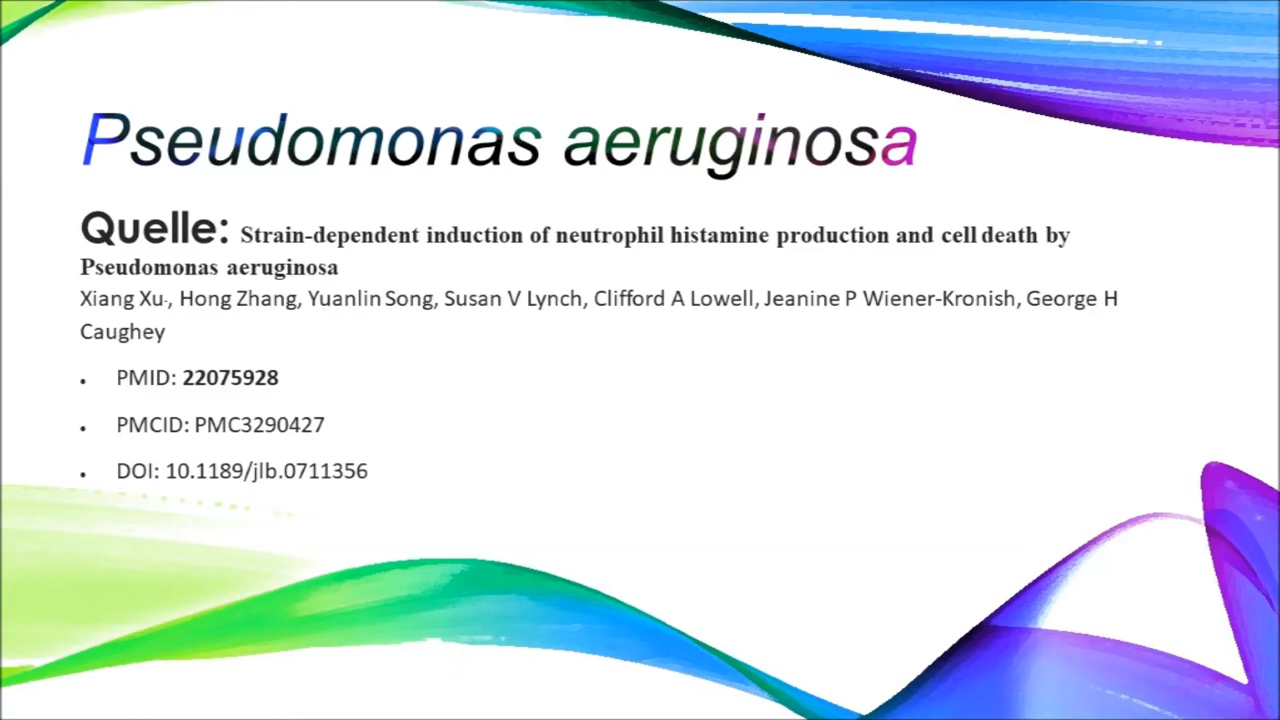 Pseudomonas aeruginosa
Quelle: Strain-dependent induction of neutrophil histamine production and cell death by
Pseudomonas aeruginosa
Xiang Xu, Hong Zhang, Yuanlin Song, Susan V Lynch, Clifford A Lowell, Jeanine P Wiener-Kronish, George H
Caughey
• PMID: 22075928
• PMCID: PMC3290427
• DOI: 10.1189/jlb.0711356